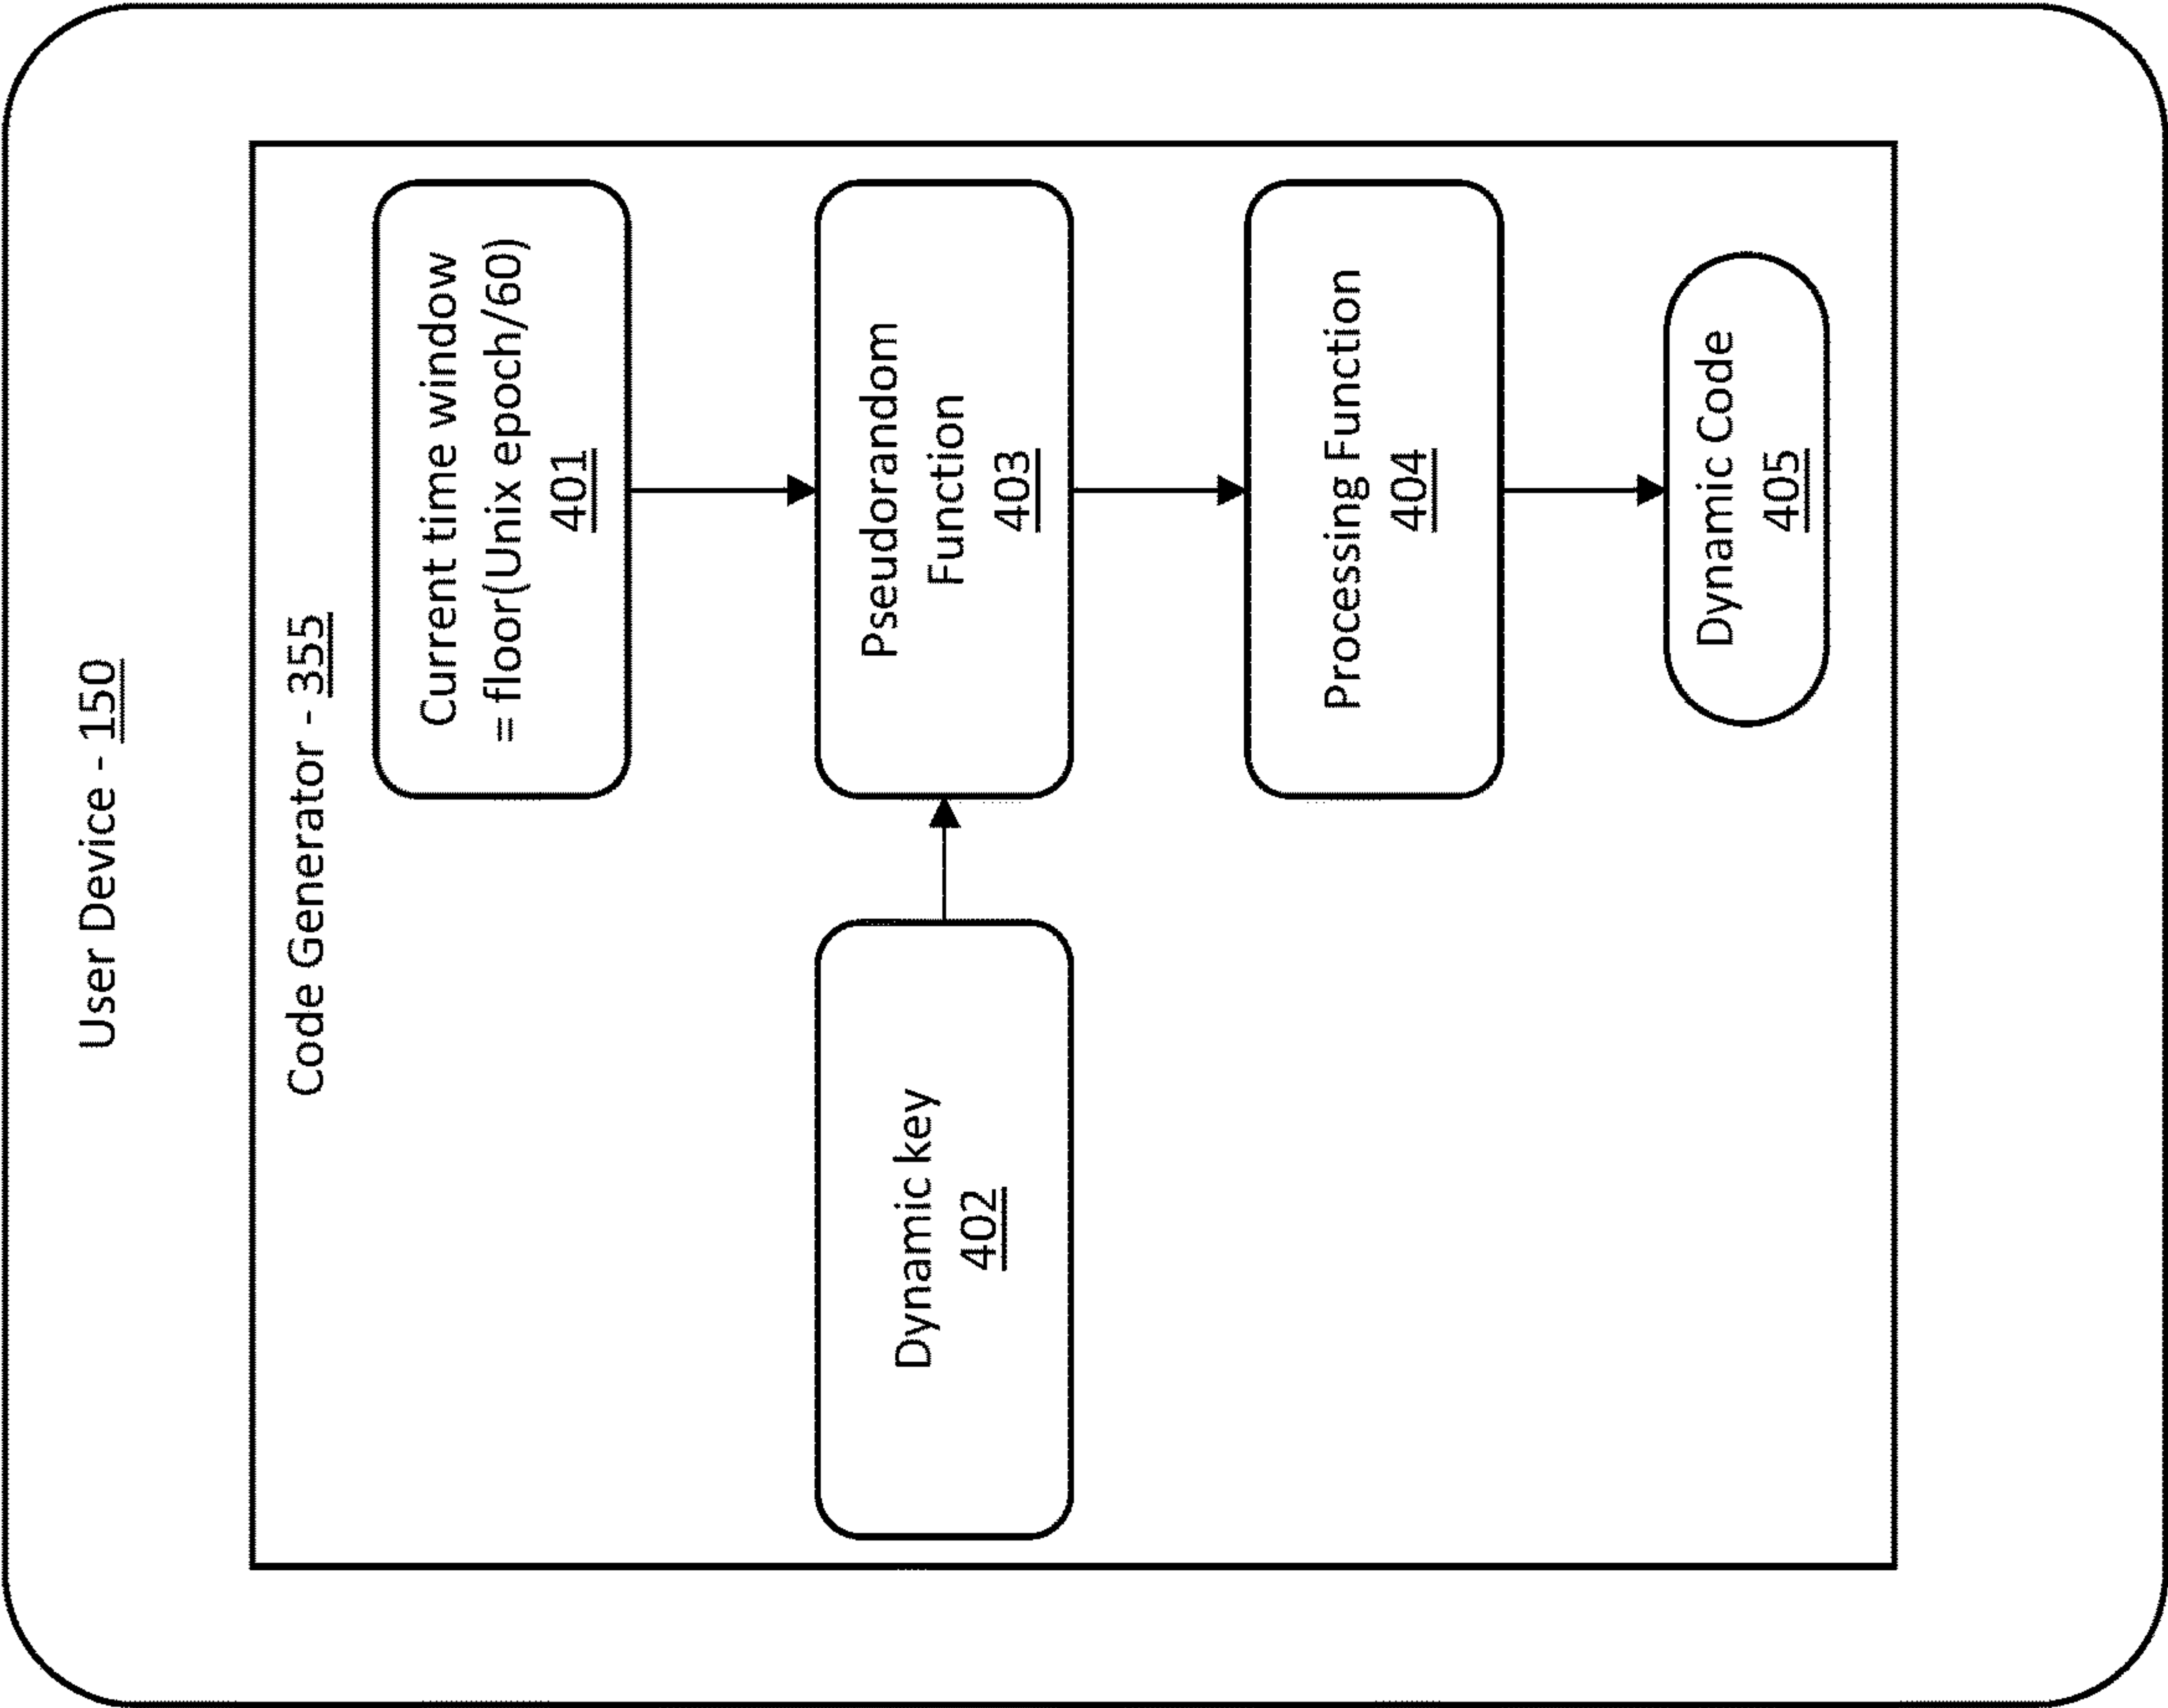 User Device - 150
Code Generator - 355
Current time window
= floor(Unix epoch/60)
401
Dynamic key
402
Pseudorandom
Function
403
Processing Function
404
Dynamic Code
405